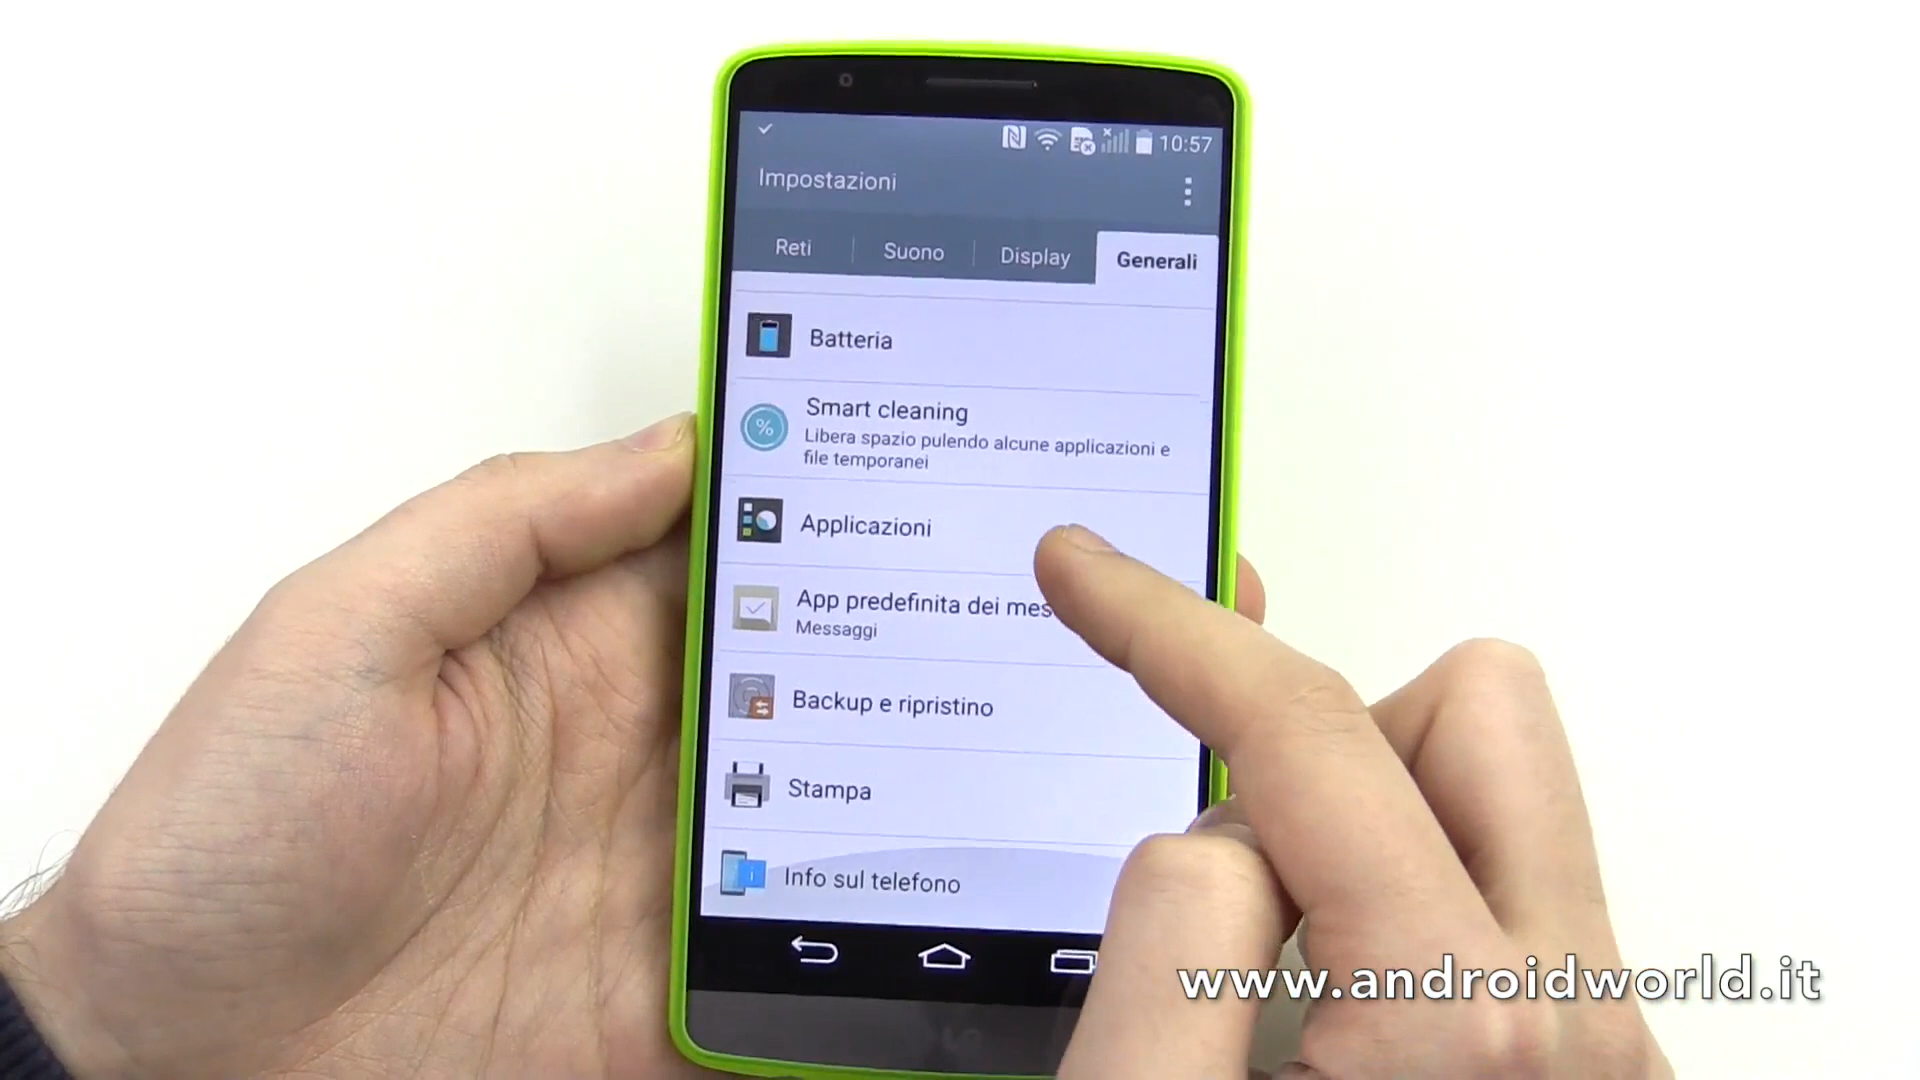 10:57
Impostazioni
Reti
Suono
Display
Generali
Batteria
Smart cleaning
Libera spazio pulendo alcune applicazioni e
file temporanei
Applicazioni
App predefinita dei
Messaggi
Backup e ripristino
Stampa
Info sul telefono
www.androidworld.it